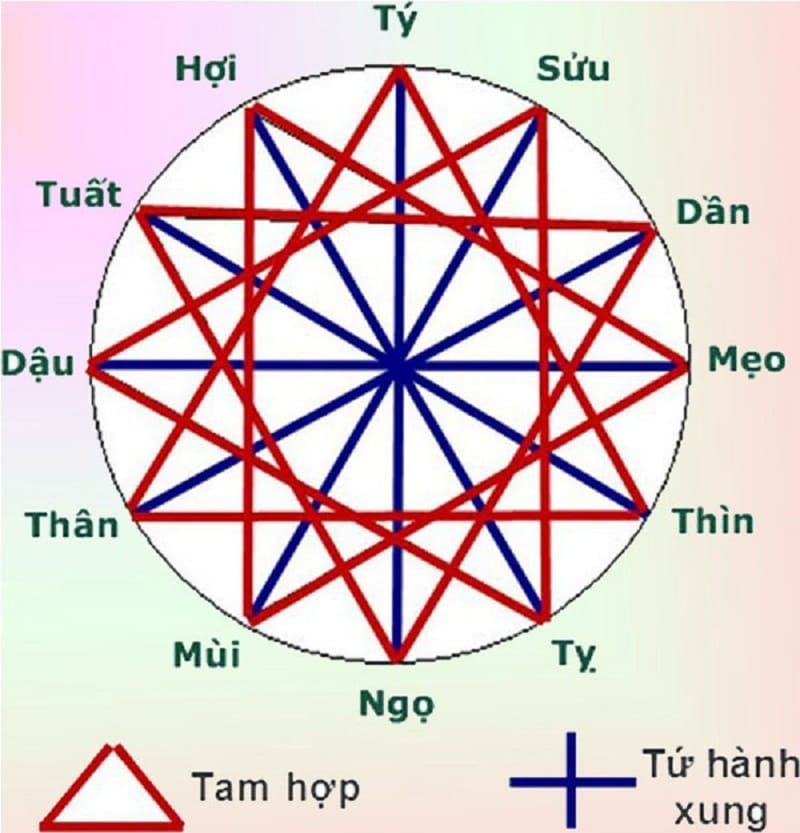 Tý
Hợi
Sửu
Tuất
Dần
Dậu
Mẹo
Thân
Thìn
Mùi
Tỵ
Ngọ
Tam hợp
Tứ hành
xung